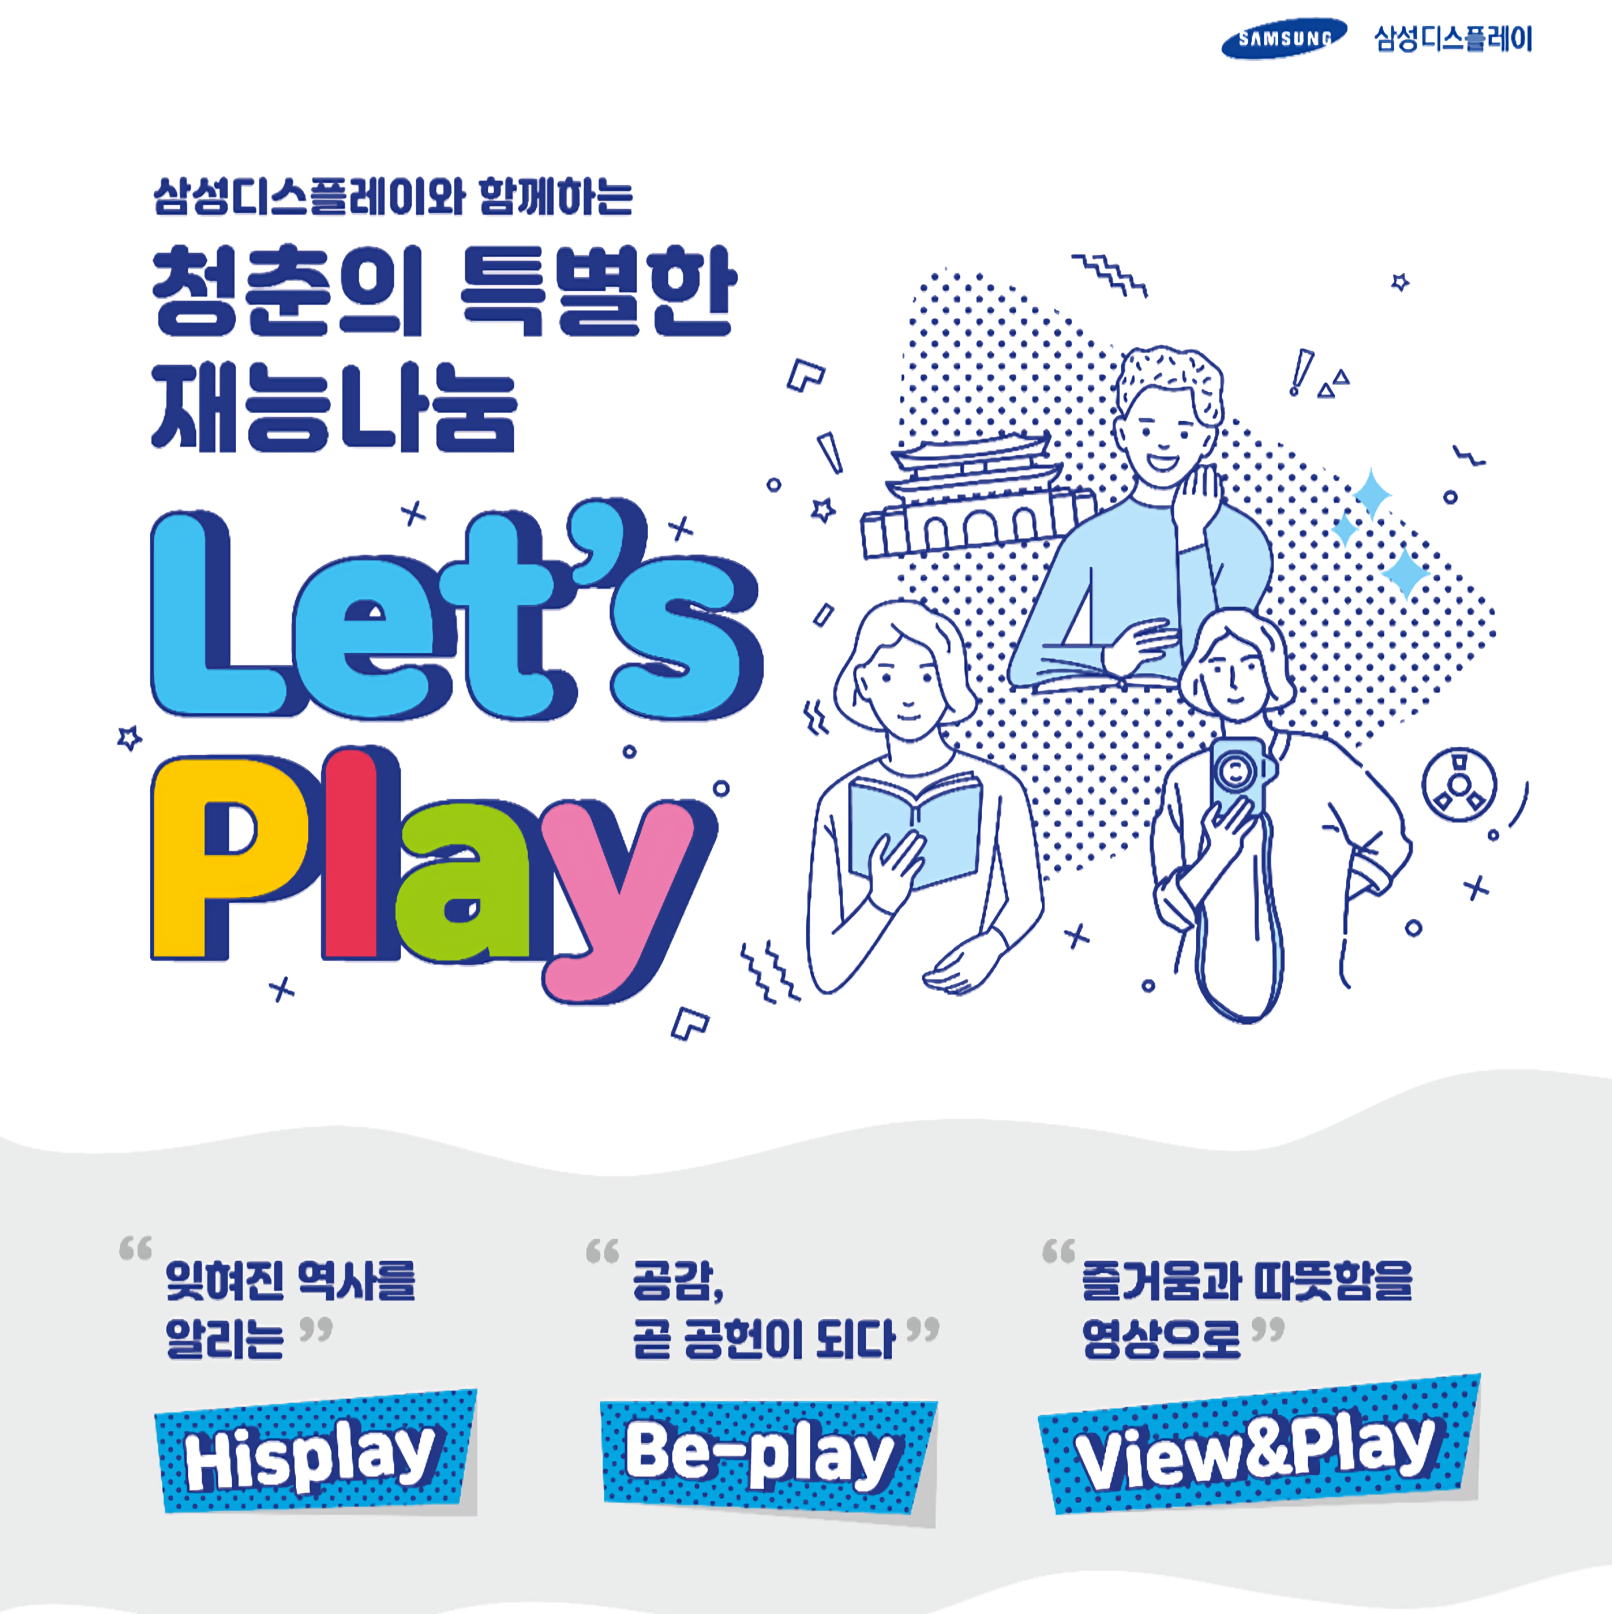 SAMSUNG 삼성디스플레이
삼성디스플레이와 함께하는
청춘의 특별한
재능나눔
Let's
Play
“잊혀진 역사를
알리는”
Hisplay
“공감,
곧 공헌이 되다”
Be-play
“즐거움과 따뜻함을
영상으로”
View&Play